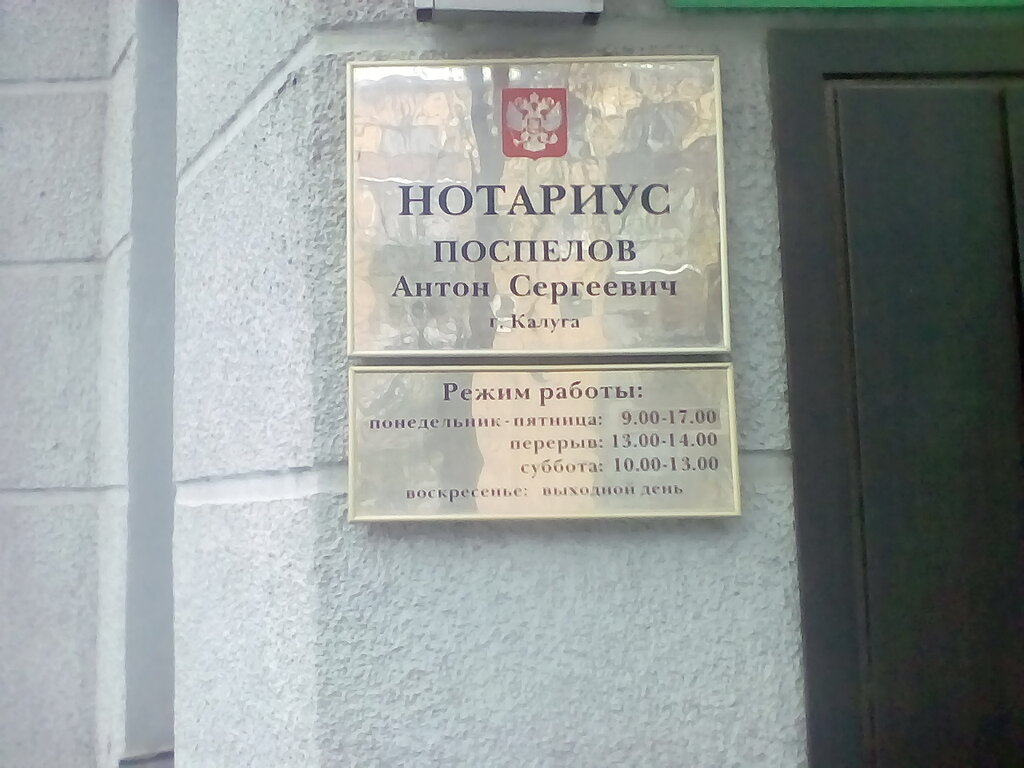 НОТАРИУС
ПОСПЕЛОВ
Антон Сергеевич
г. Калуга
Режим работы:
понедельник-пятница: 9.00-17.00
перерыв: 13.00-14.00
суббота: 10.00-13.00
воскресенье: выходной день